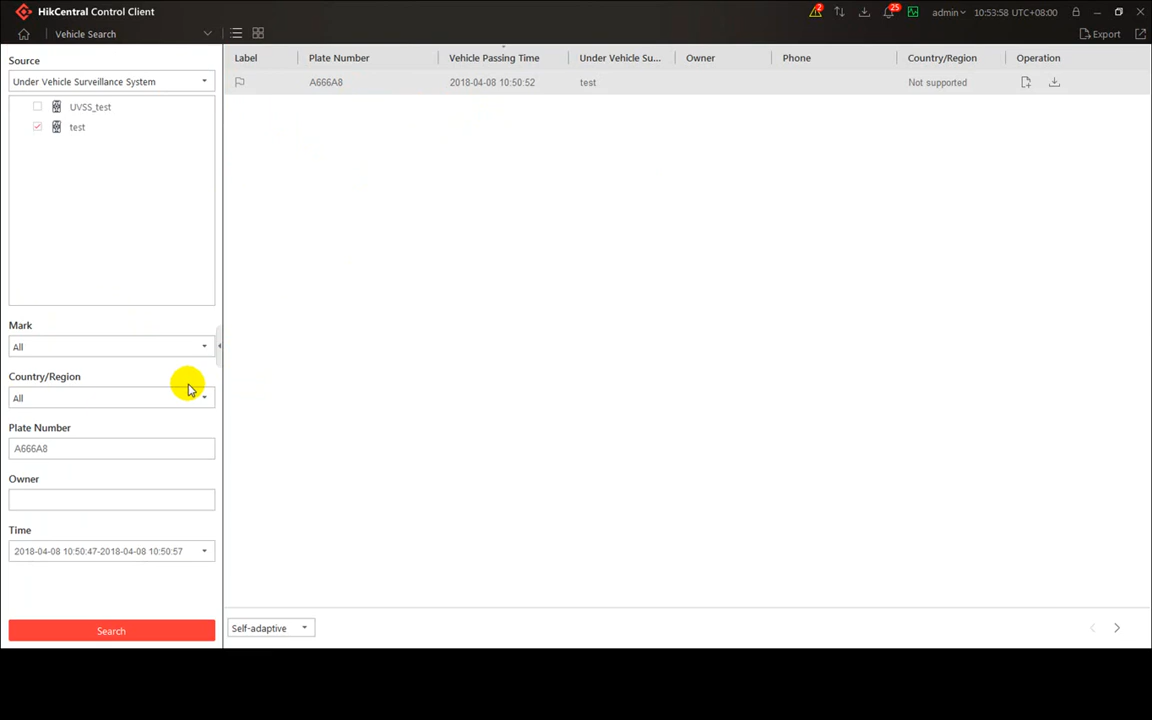 HikCentral Control Client
2
25
admin
10:53:58 UTC+08:00
Vehicle Search
Export
Source
Under Vehicle Surveillance System
UVSS_test
test
Mark
All
Country/Region
All
Plate Number
A666A8
Owner
Time
2018-04-08 10:50:47-2018-04-08 10:50:57
Search
Label Plate Number Vehicle Passing Time Under Vehicle Su... Owner Phone Country/Region Operation
A666A8 2018-04-08 10:50:52 test Not supported
Self-adaptive